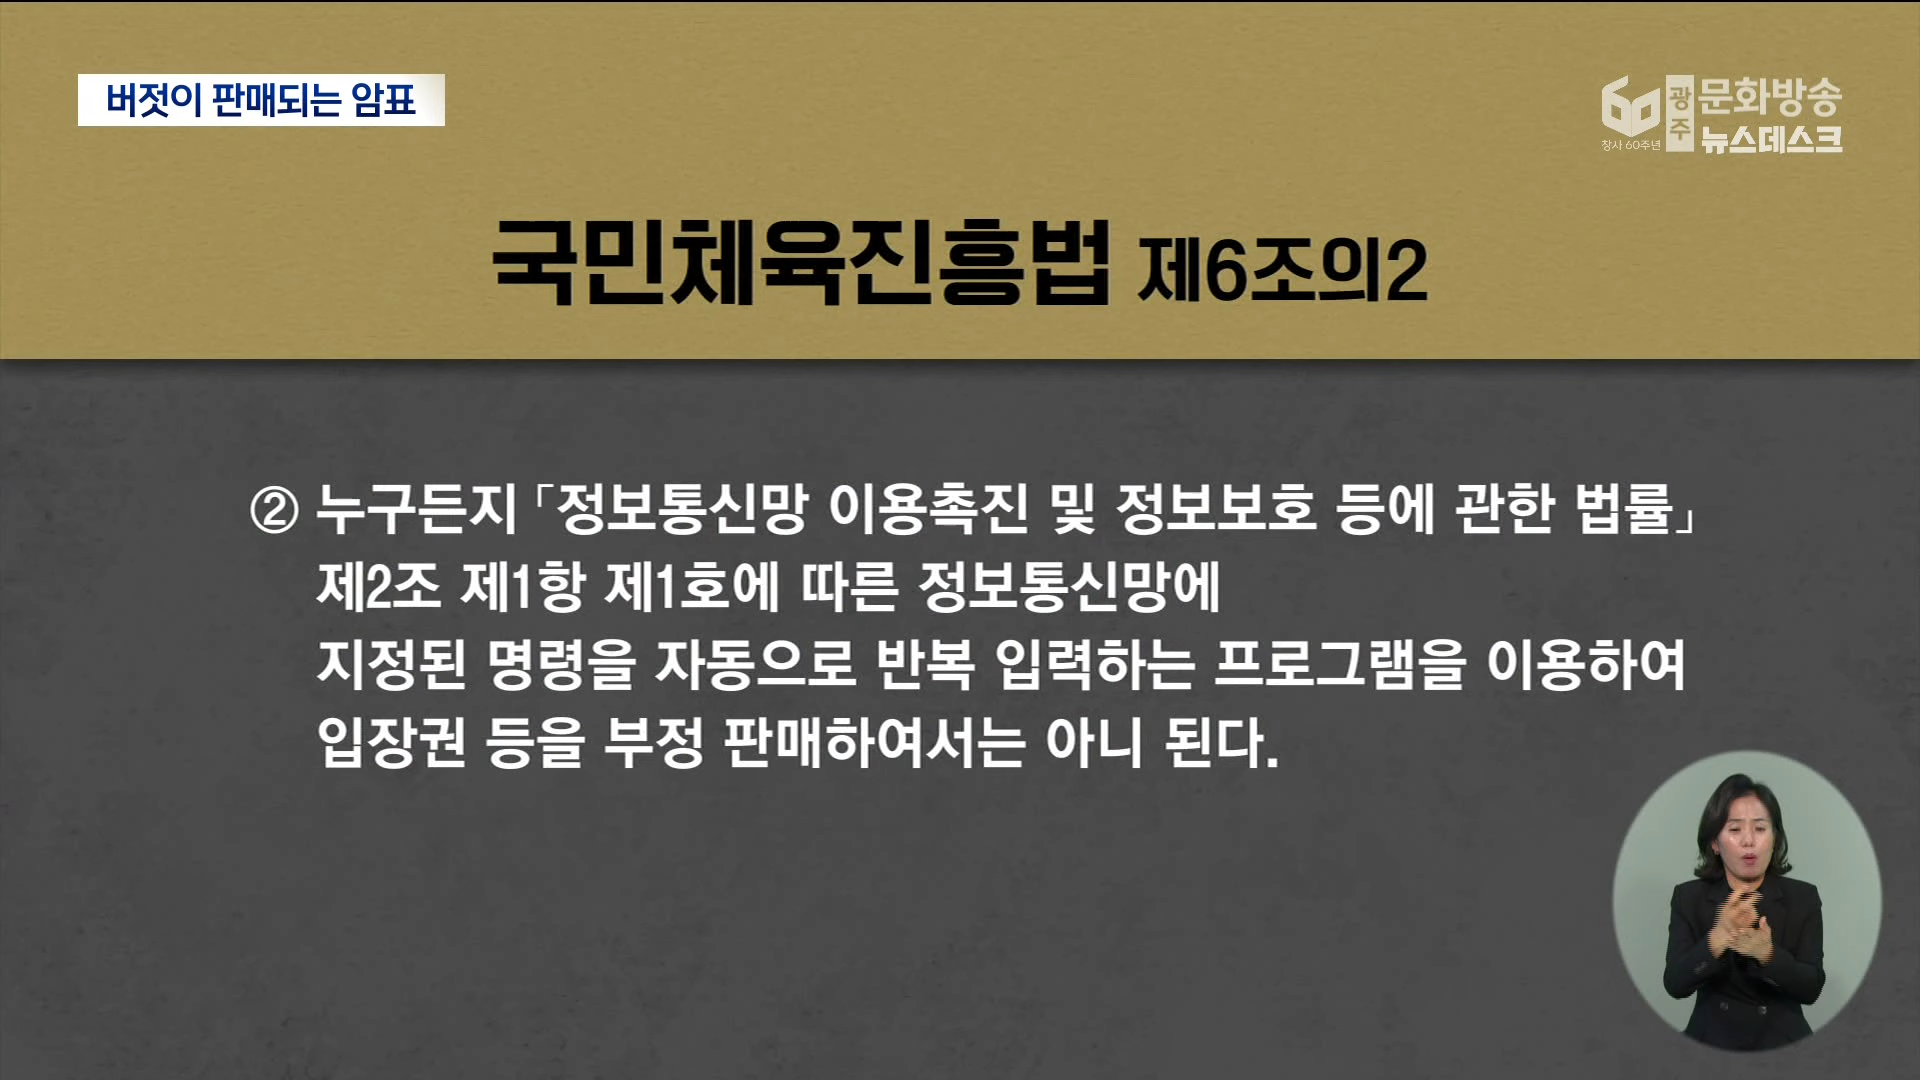 버젓이 판매되는 암표
창사 60주년
광주
문화방송
뉴스데스크
국민체육진흥법 제6조의2
② 누구든지 「정보통신망 이용촉진 및 정보보호 등에 관한 법률」
제2조 제1항 제1호에 따른 정보통신망에
지정된 명령을 자동으로 반복 입력하는 프로그램을 이용하여
입장권 등을 부정 판매하여서는 아니 된다.